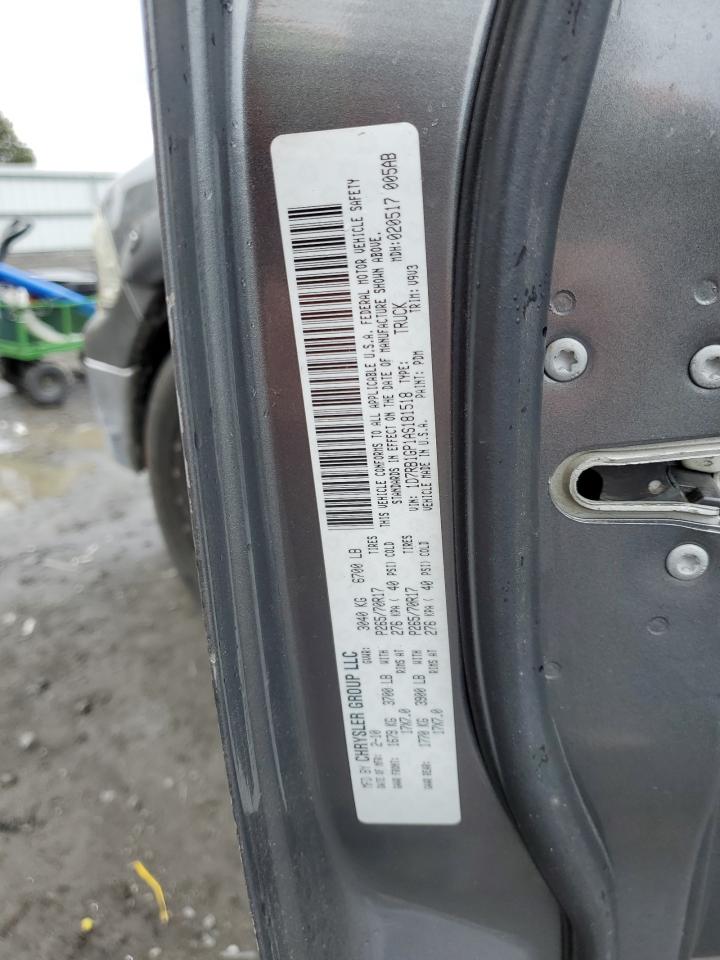 MFD BY CHRYSLER GROUP LLC
DATE OF MFR: 2-10 GVWR: 3040 KG 6700 LB
GAWR FRONT: 1679 KG 3700 LB WITH P265/70R17 TIRES
17X7.0 RIMS AT 276 KPA ( 40 PSI) COLD
GAWR REAR: 1770 KG 3900 LB WITH P265/70R17 TIRES
17X7.0 RIMS AT 276 KPA ( 40 PSI) COLD
THIS VEHICLE CONFORMS TO ALL APPLICABLE U.S.A. FEDERAL MOTOR VEHICLE SAFETY
STANDARDS IN EFFECT ON THE DATE OF MANUFACTURE SHOWN ABOVE.
VIN: 1D7RB1GP1AS181518 TYPE: TRUCK MDH:020517 005AB
VEHICLE MADE IN U.S.A. PAINT: PDM TRIM: V9V3